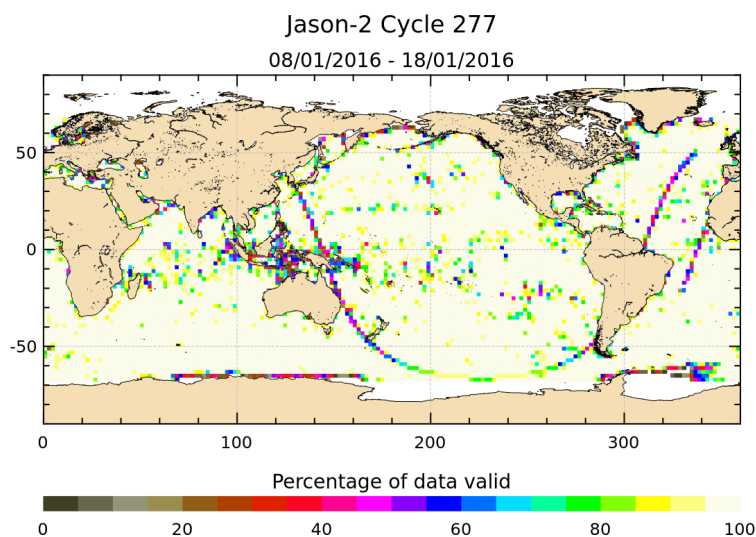 Jason-2 Cycle 277
08/01/2016 - 18/01/2016
50
0
-50
0 100 200 300
Percentage of data valid
0 20 40 60 80 100